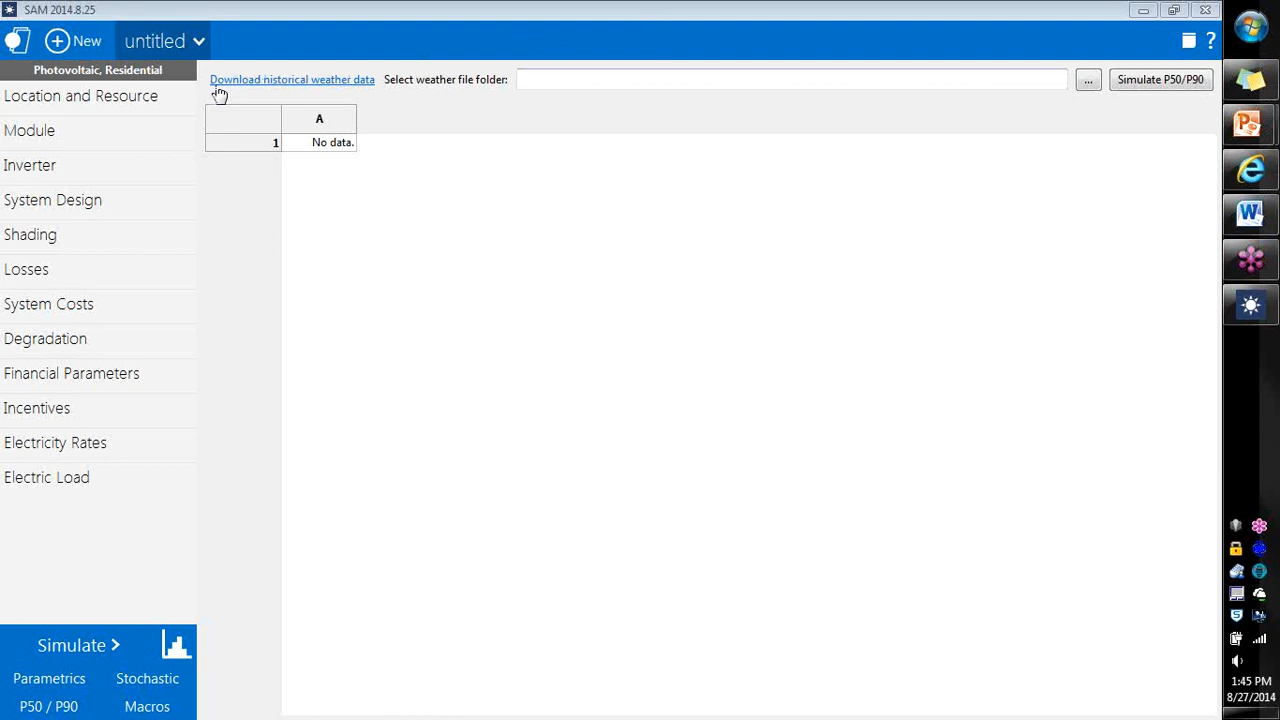 SAM 2014.8.25
New
untitled
?
Photovoltaic, Residential
Download historical weather data Select weather file folder: ... Simulate P50/P90
Location and Resource
Module
Inverter
System Design
Shading
Losses
System Costs
Degradation
Financial Parameters
Incentives
Electricity Rates
Electric Load
A
1 No data.
Simulate >
Parametrics Stochastic
P50 / P90 Macros
1:45 PM
8/27/2014